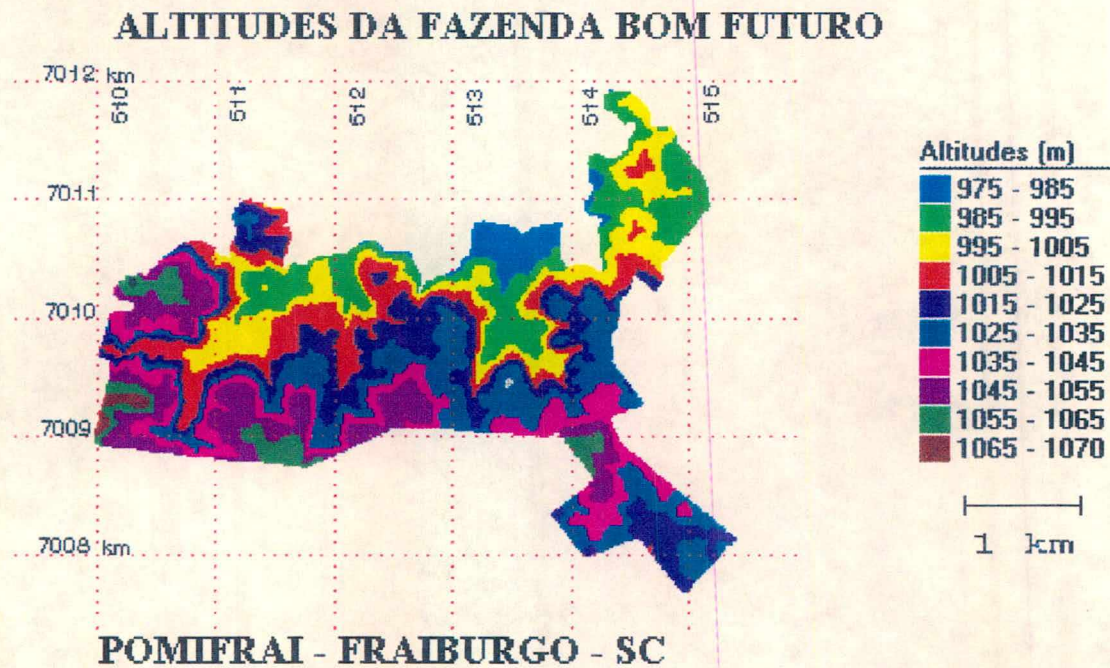 ALTITUDES DA FAZENDA BOM FUTURO
7012 km
510
511
512
513
514
515
7011
7010
7009
7008 km
Altitudes (m)
975 - 985
985 - 995
995 - 1005
1005 - 1015
1015 - 1025
1025 - 1035
1035 - 1045
1045 - 1055
1055 - 1065
1065 - 1070
1 km
POMIFRAI - FRAIBURGO - SC